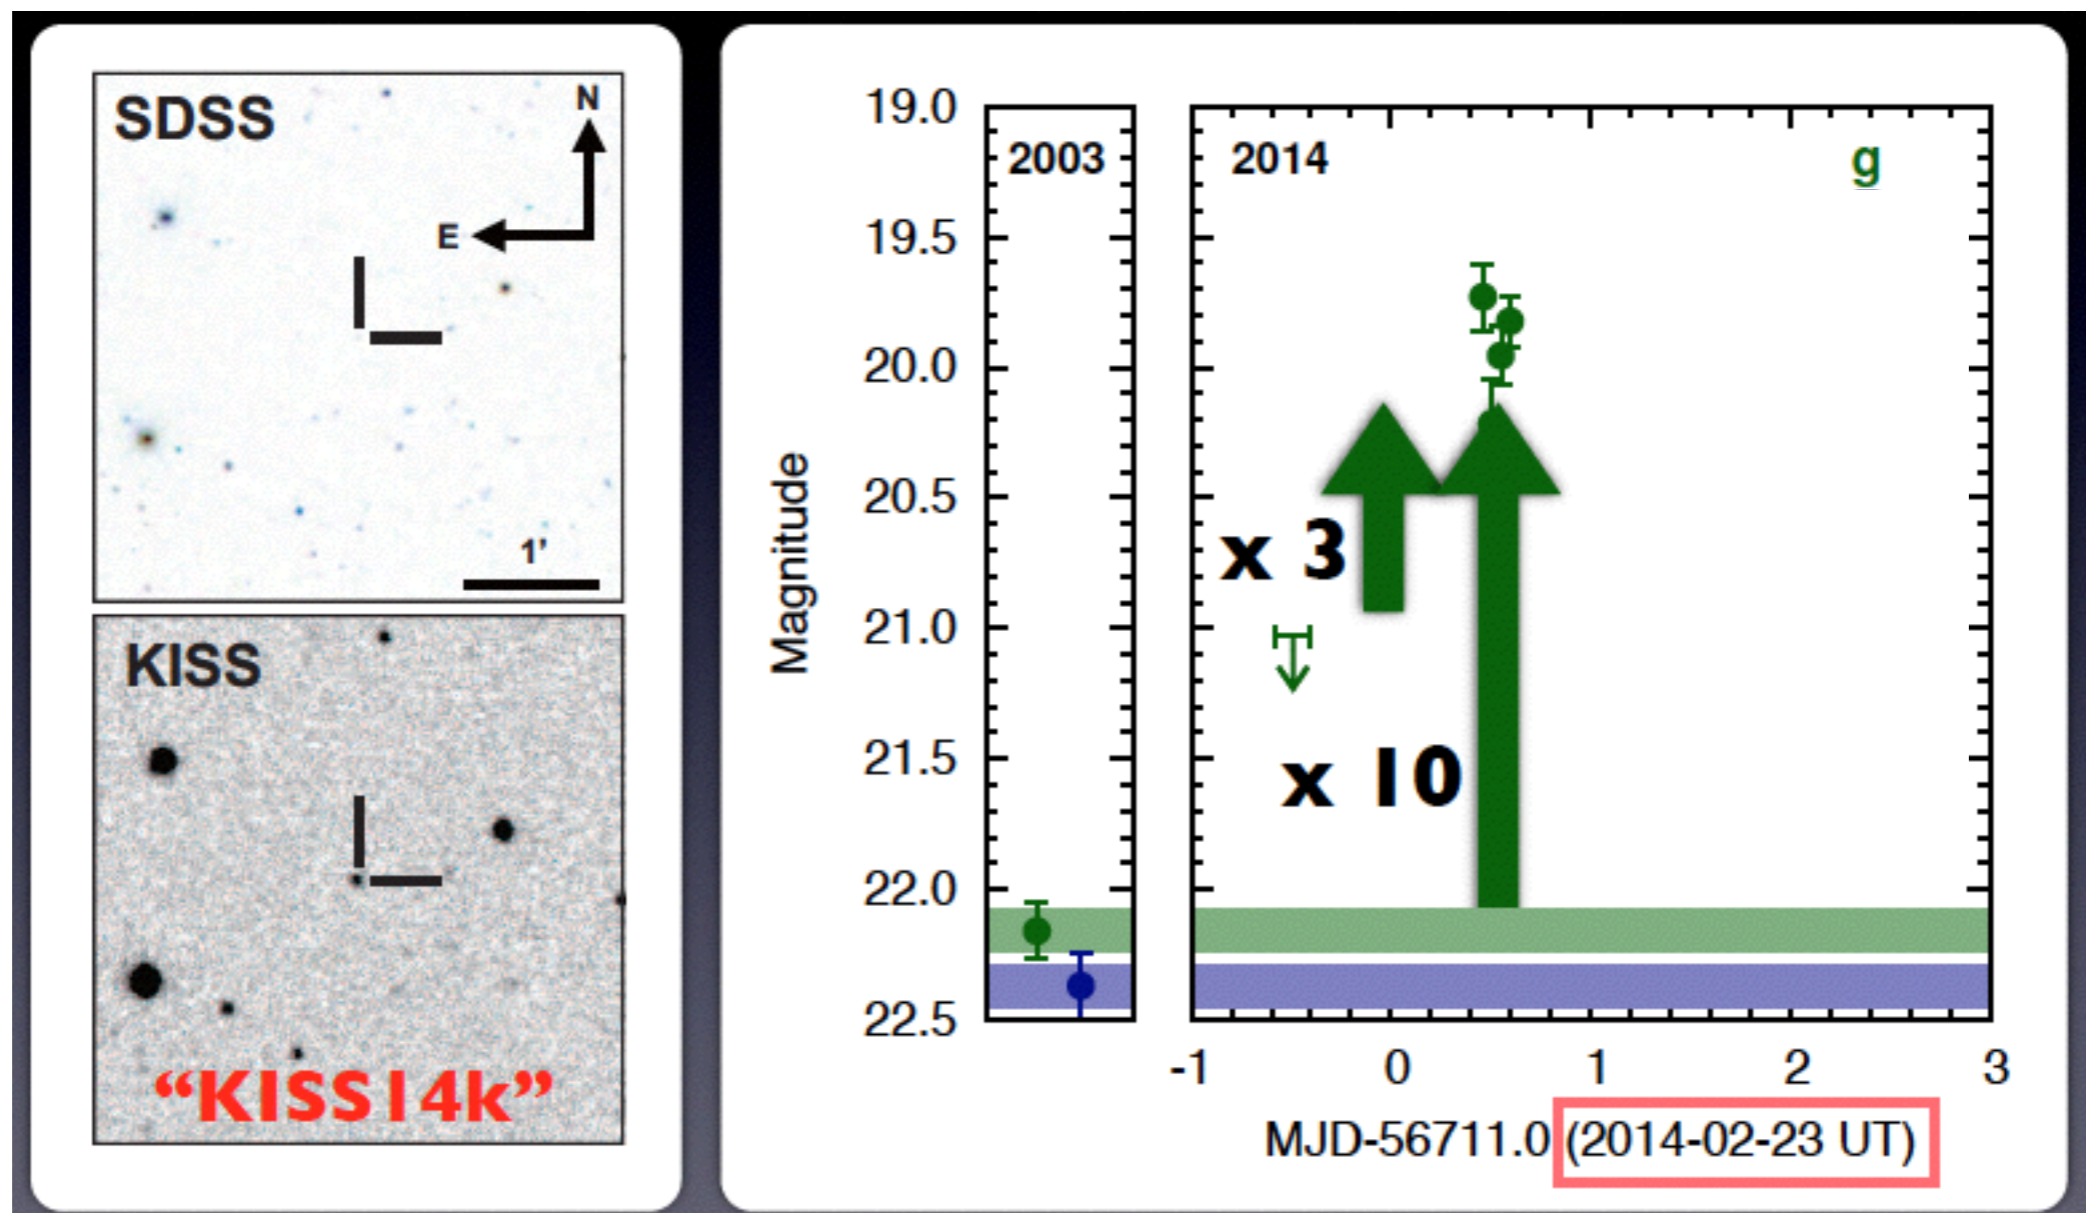 SDSS
N
E
1'
KISS
“KISS14k”
Magnitude
19.0
19.5
20.0
20.5
21.0
21.5
22.0
22.5
2003
2014
g
x 3
x 10
-1 0 1 2 3
MJD-56711.0 (2014-02-23 UT)